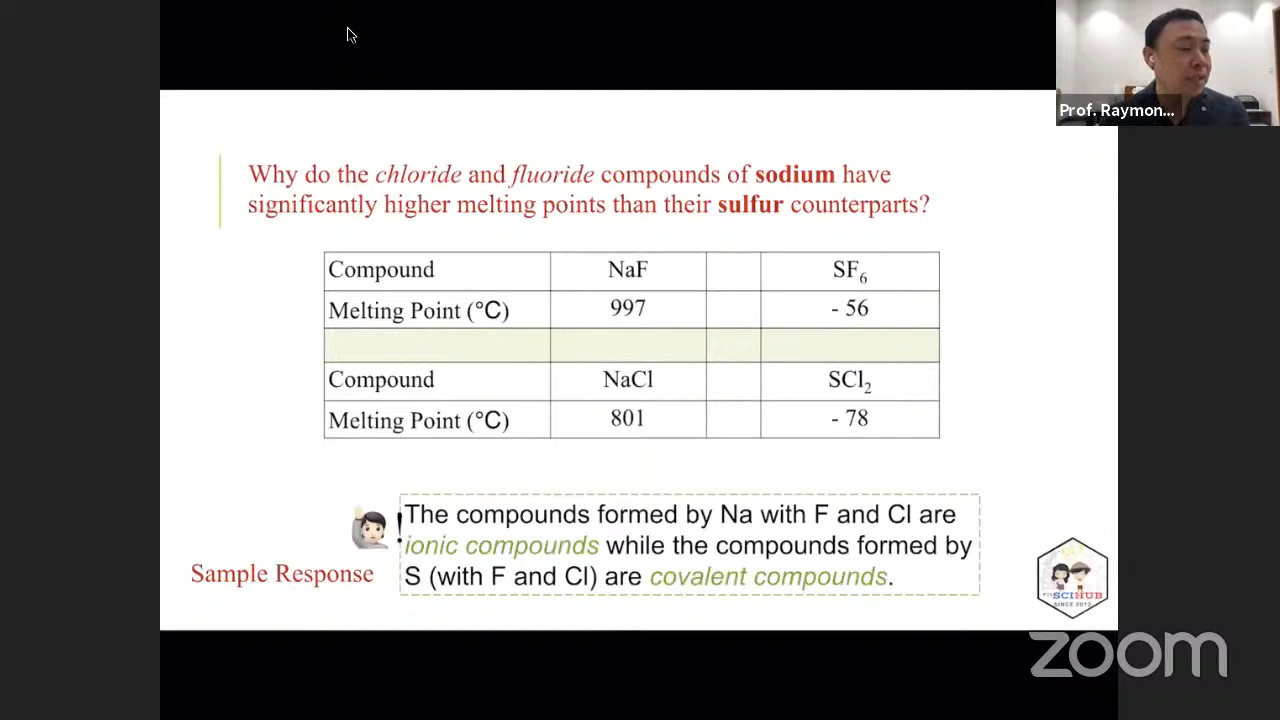 Prof. Raymon...
Why do the chloride and fluoride compounds of sodium have
significantly higher melting points than their sulfur counterparts?
Compound NaF SF₆
Melting Point (°C) 997 - 56
Compound NaCl SCl₂
Melting Point (°C) 801 - 78
! The compounds formed by Na with F and Cl are
ionic compounds while the compounds formed by
Sample Response S (with F and Cl) are covalent compounds.
SCIHUB
SINCE 2012
zoom